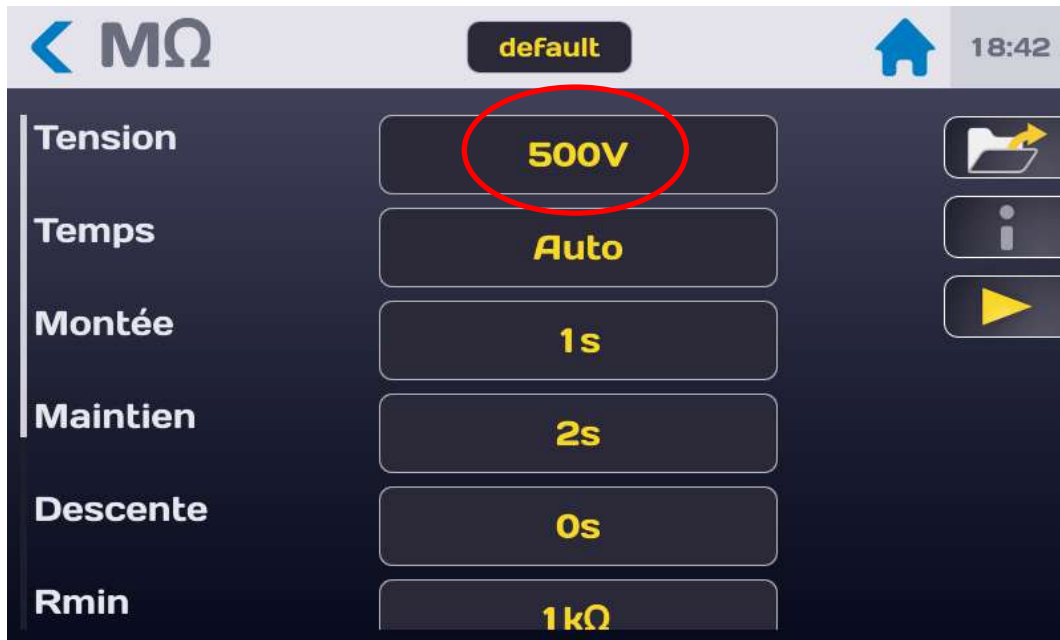 MΩ default 18:42
Tension 500V
Temps Auto
Montée 1s
Maintien 2s
Descente 0s
Rmin 1kΩ